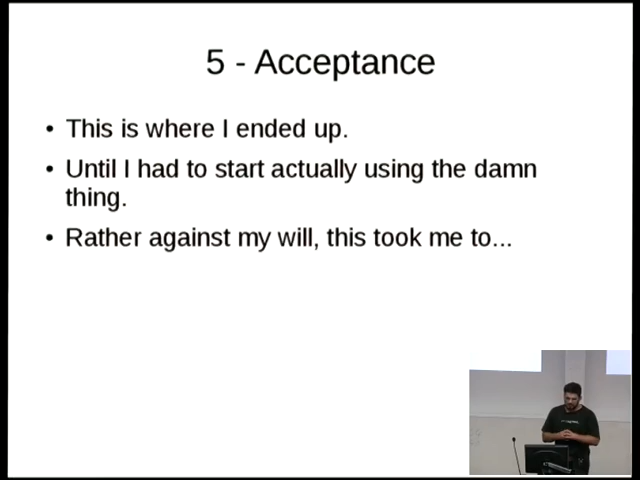 5 - Acceptance
• This is where I ended up.
• Until I had to start actually using the damn
thing.
• Rather against my will, this took me to...